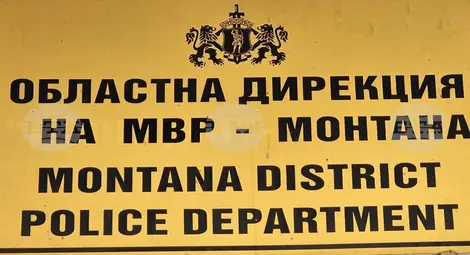 ОБЛАСТНА ДИРЕКЦИЯ
НА МВР - МОНТАНА
MONTANA DISTRICT
POLICE DEPARTMENT